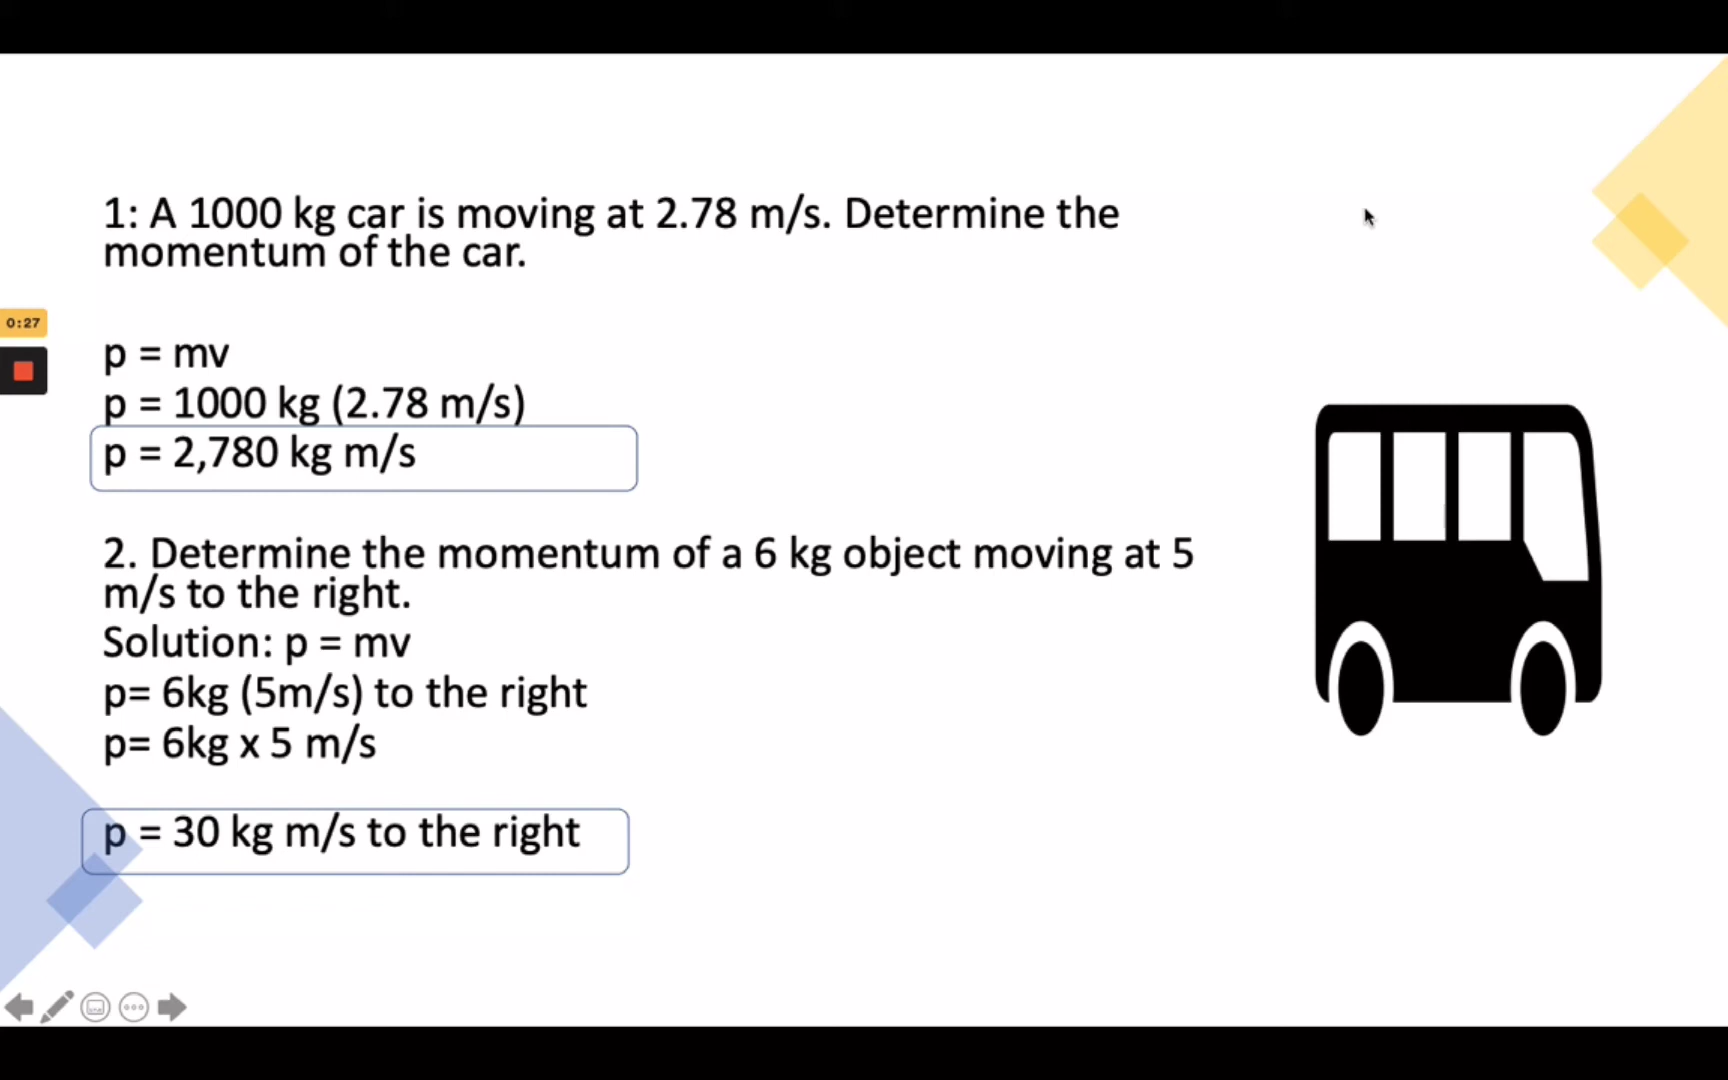 1: A 1000 kg car is moving at 2.78 m/s. Determine the
momentum of the car.
0:27
p = mv
p = 1000 kg (2.78 m/s)
p = 2,780 kg m/s
2. Determine the momentum of a 6 kg object moving at 5
m/s to the right.
Solution: p = mv
p= 6kg (5m/s) to the right
p= 6kg x 5 m/s
p = 30 kg m/s to the right